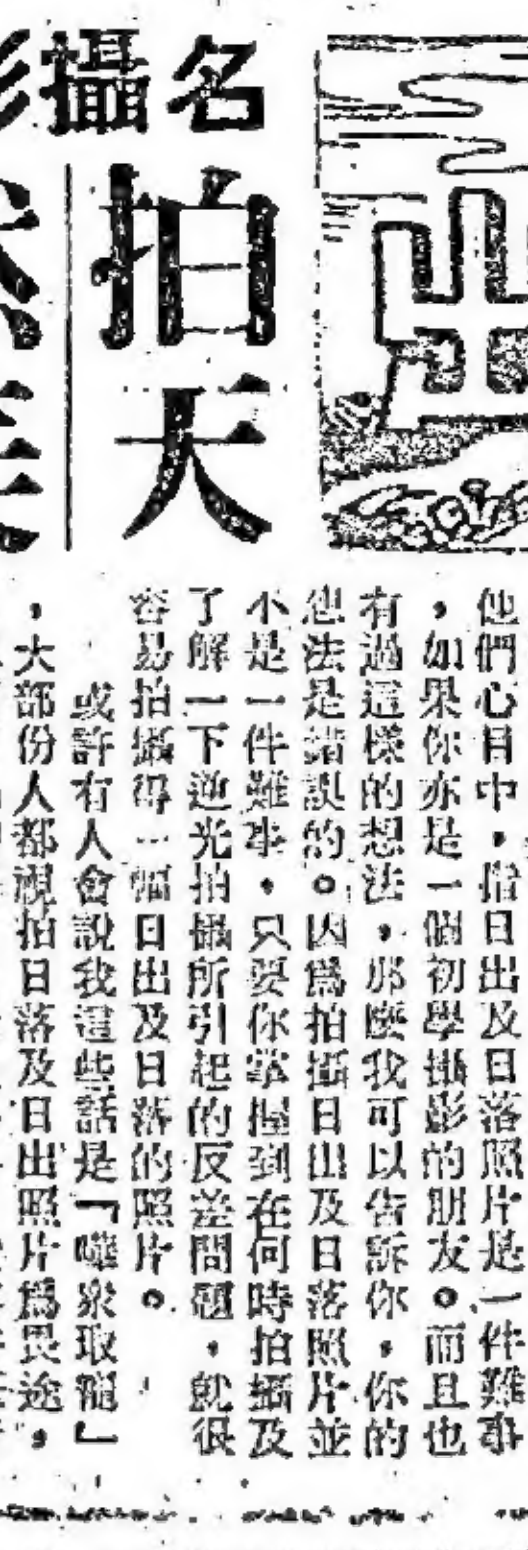 名攝影
出
拍天
他們心目中，拍日出及日落照片是一件難事
，如果你亦是一個初學攝影的朋友。而且也
有過這樣的想法，那麼我可以告訴你，你的
想法是錯誤的。因爲拍攝日出及日落照片並
不是一件難事，只要你掌握到在何時拍攝及
了解一下逆光拍攝所引起的反差問題，就很
容易拍攝得一幅日出及日落的照片。
或許有人會說我這些話是『嘩衆取寵』
，大部份人都視拍日落及日出照片爲畏途，